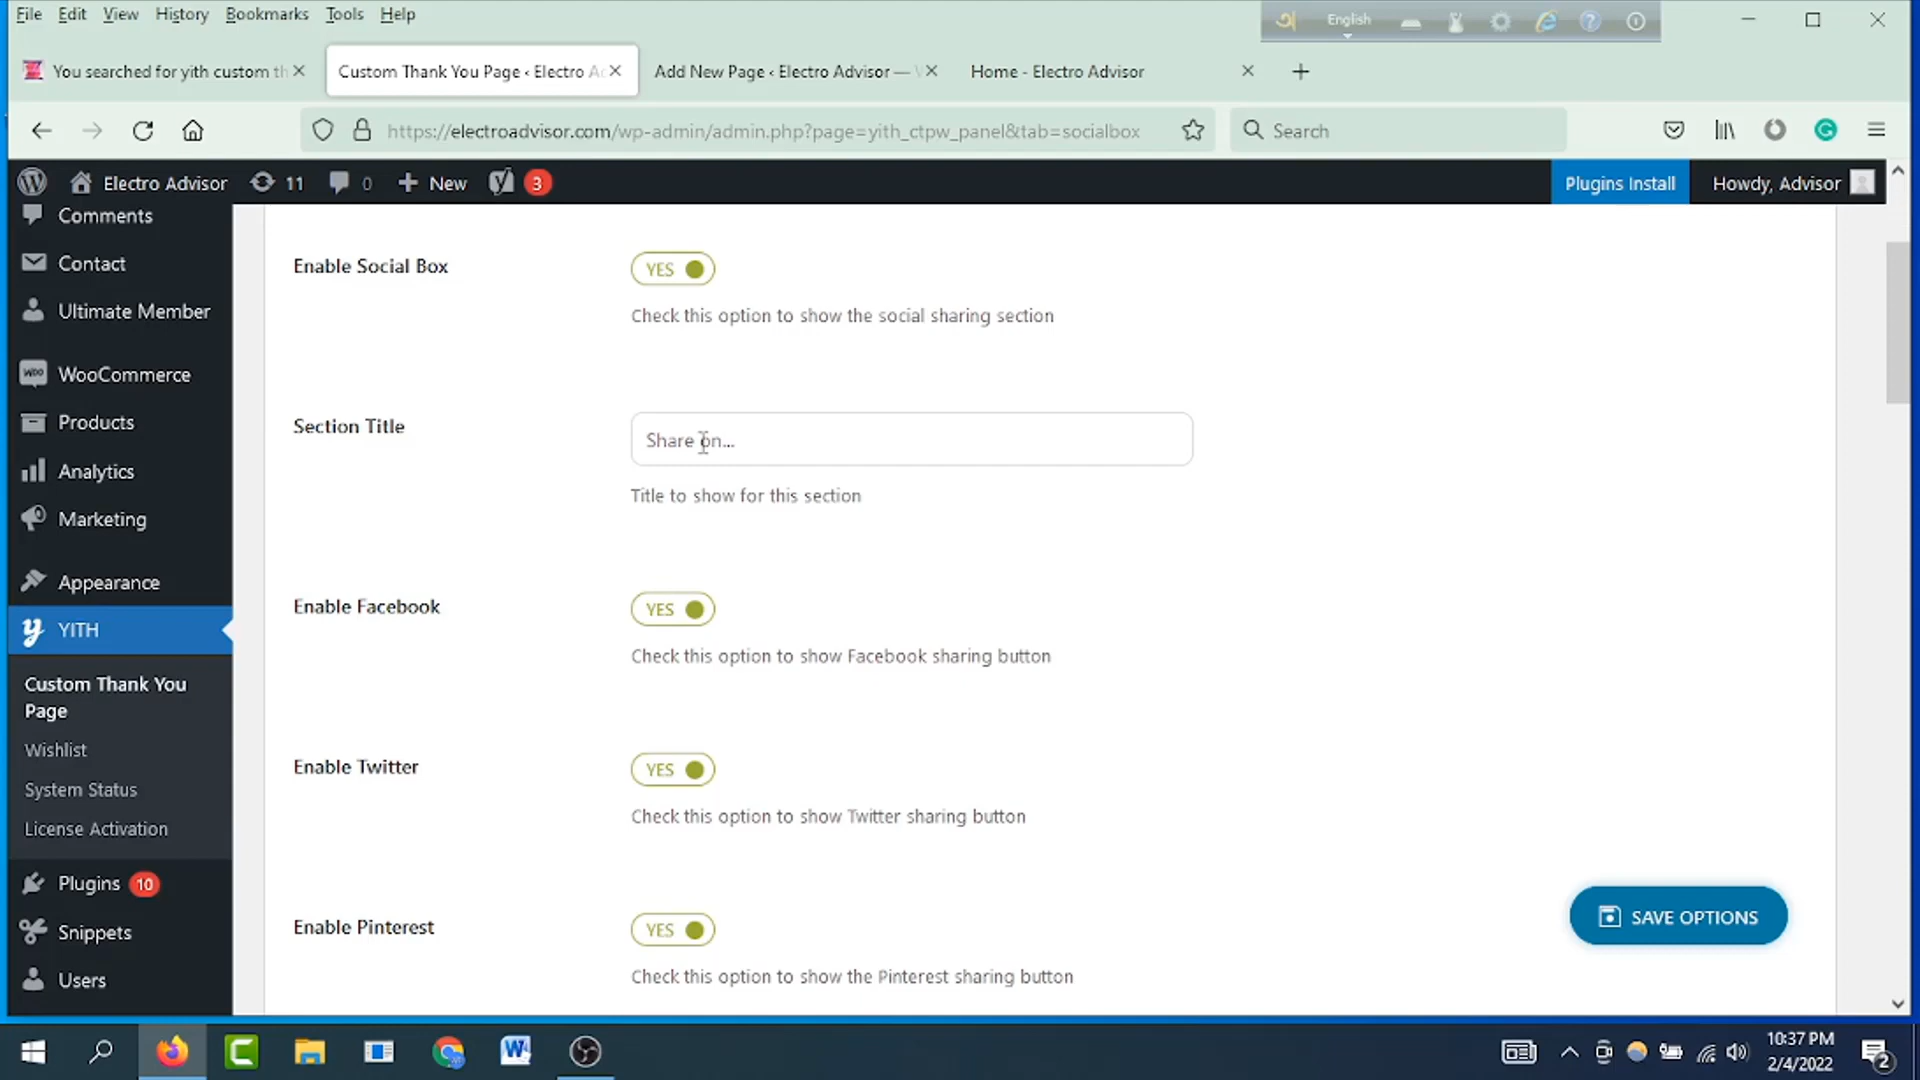 File Edit View History Bookmarks Tools Help
English
You searched for yith custom th
Custom Thank You Page ‹ Electro A
Add New Page ‹ Electro Advisor —
Home - Electro Advisor
https://electroadvisor.com/wp-admin/admin.php?page=yith_ctpw_panel&tab=socialbox
Search
Electro Advisor 11 0 New 3
Plugins Install
Howdy, Advisor
Comments
Contact
Ultimate Member
WooCommerce
Products
Analytics
Marketing
Appearance
YITH
Custom Thank You
Page
Wishlist
System Status
License Activation
Plugins 10
Snippets
Users
Enable Social Box
YES
Check this option to show the social sharing section
Section Title
Share on...
Title to show for this section
Enable Facebook
YES
Check this option to show Facebook sharing button
Enable Twitter
YES
Check this option to show Twitter sharing button
Enable Pinterest
YES
Check this option to show the Pinterest sharing button
SAVE OPTIONS
10:37 PM
2/4/2022
2